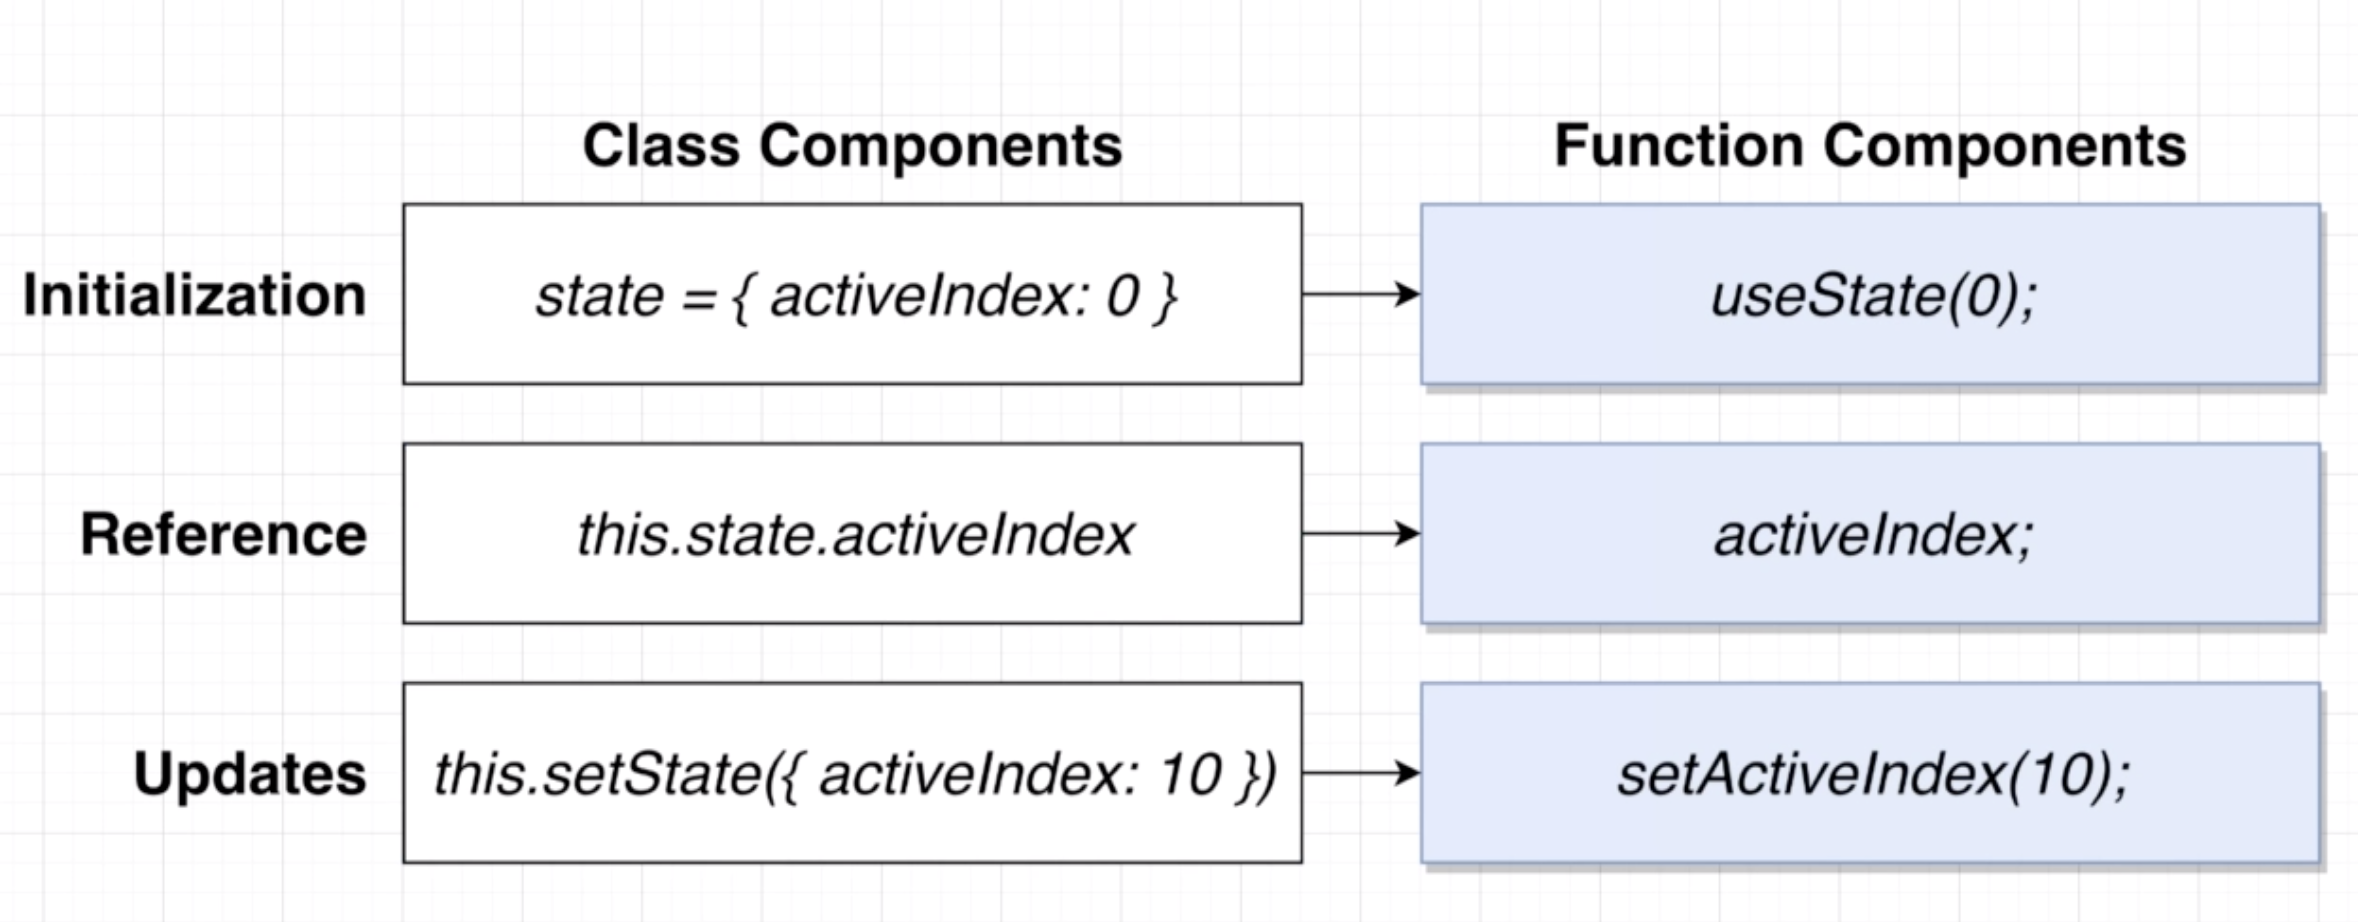 Class Components
Function Components
Initialization
state = { activeIndex: 0 }
useState(0);
Reference
this.state.activeIndex
activeIndex;
Updates
this.setState({ activeIndex: 10 })
setActiveIndex(10);